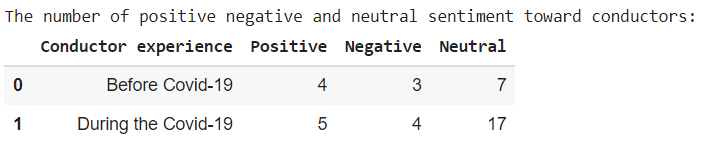 The number of positive negative and neutral sentiment toward conductors:
Conductor experience Positive Negative Neutral
0 Before Covid-19 4 3 7
1 During the Covid-19 5 4 17